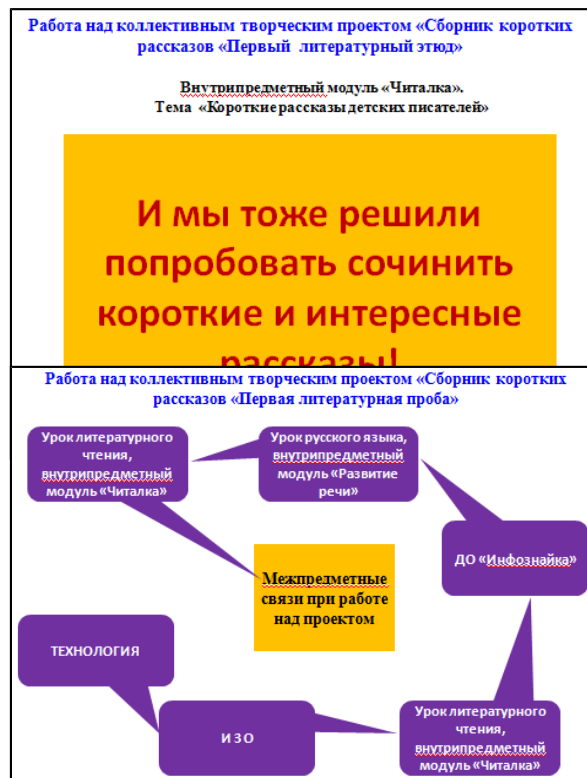 Работа над коллективным творческим проектом «Сборник коротких
рассказов «Первый литературный этюд»
Внутрипредметный модуль «Читалка».
Тема «Короткие рассказы детских писателей»
И мы тоже решили
попробовать сочинить
короткие и интересные
рассказы!
Работа над коллективным творческим проектом «Сборник коротких
рассказов «Первая литературная проба»
Урок литературного
чтения,
внутрипредметный
модуль «Читалка»
Урок русского языка,
внутрипредметный
модуль «Развитие
речи»
ДО «Инфознайка»
Межпредметные
связи при работе
над проектом
ТЕХНОЛОГИЯ
И З О
Урок литературного
чтения,
внутрипредметный
модуль «Читалка»